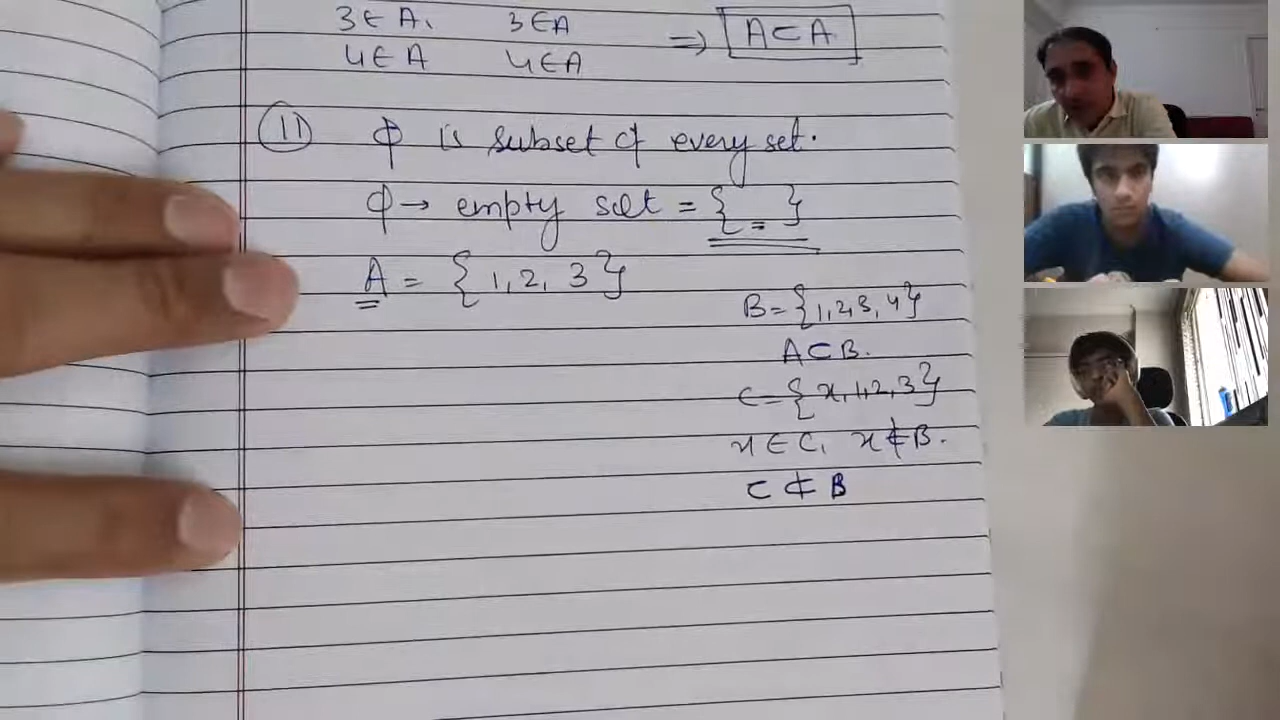 3 ∈ A, 3 ∈ A
4 ∈ A 4 ∈ A ⇒ A ⊂ A
11 ϕ is subset of every set.
ϕ → empty set = { }
A = { 1, 2, 3 }
B = { 1, 2, 3, 4 }
A ⊂ B.
C = { x, 1, 2, 3 }
x ∈ C, x ∉ B.
C ⊄ B